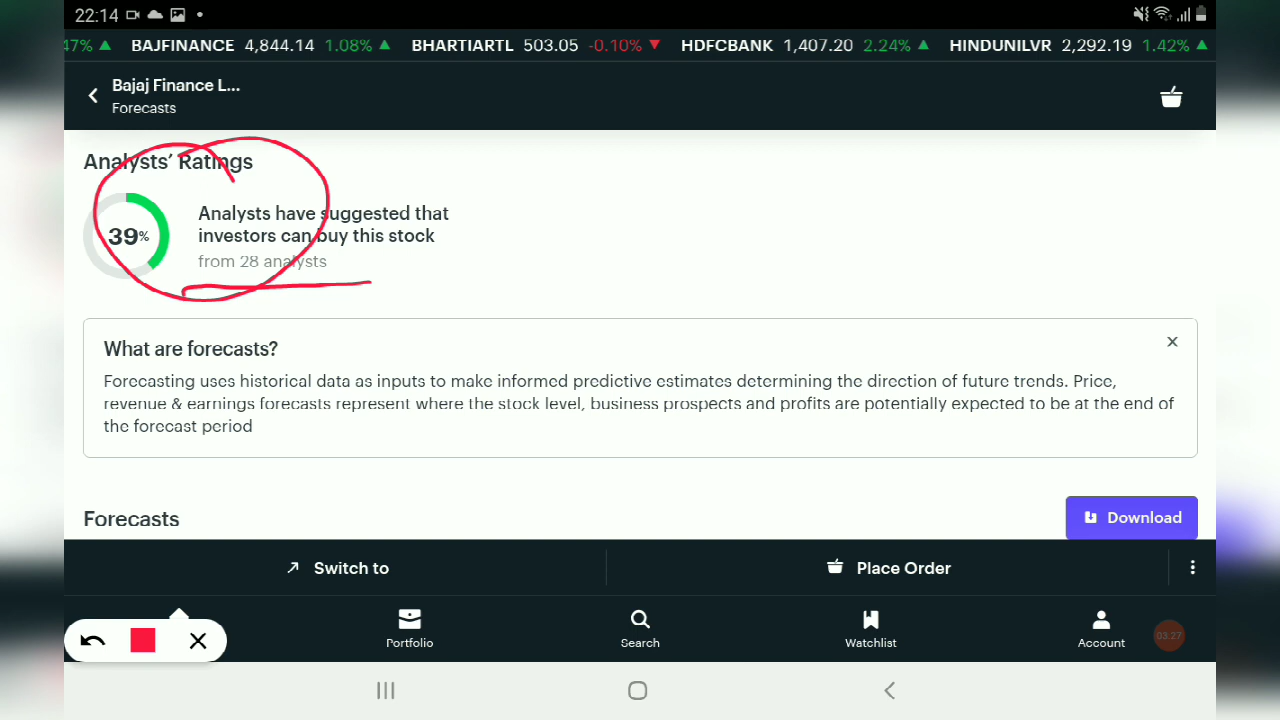 22:14
47% ▲ BAJFINANCE 4,844.14 1.08% ▲ BHARTIARTL 503.05 -0.10% ▼ HDFCBANK 1,407.20 2.24% ▲ HINDUNILVR 2,292.19 1.42% ▲
Bajaj Finance L...
Forecasts
Analysts' Ratings
39%
Analysts have suggested that
investors can buy this stock
from 28 analysts
What are forecasts?
Forecasting uses historical data as inputs to make informed predictive estimates determining the direction of future trends. Price,
revenue & earnings forecasts represent where the stock level, business prospects and profits are potentially expected to be at the end of
the forecast period
Forecasts
Download
Switch to
Place Order
Portfolio
Search
Watchlist
Account
03:27